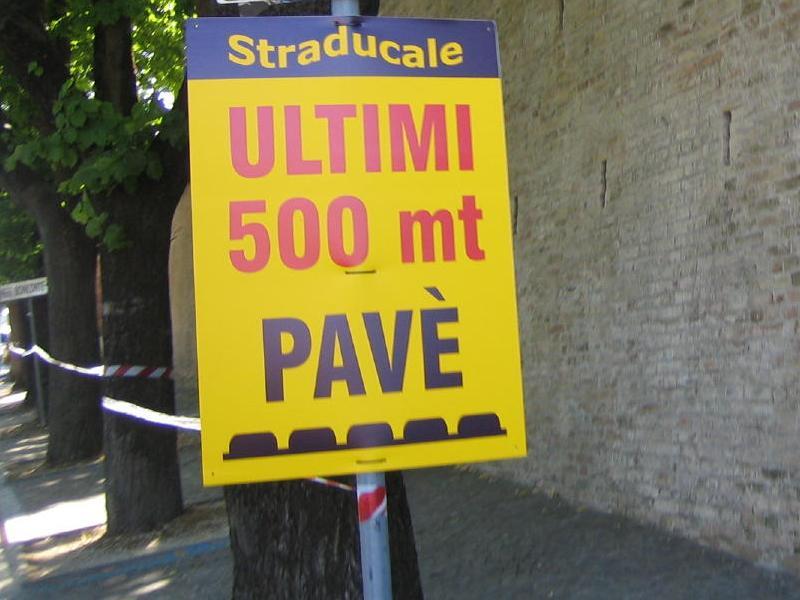 Straducale
ULTIMI
500 mt
PAVÈ